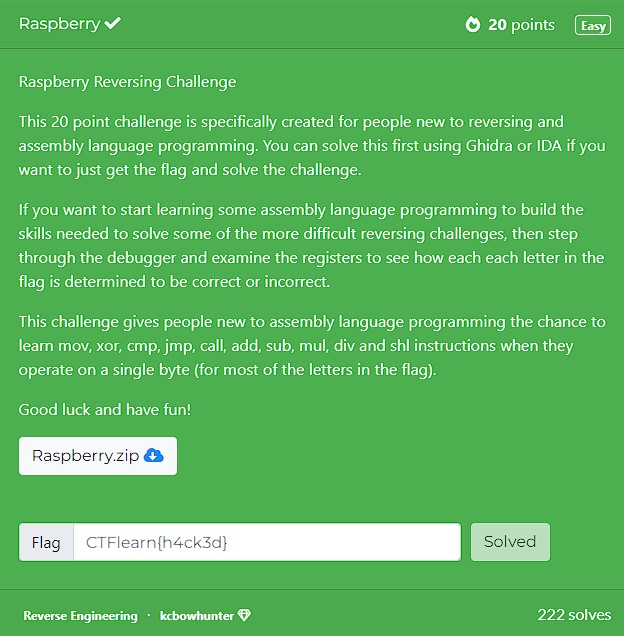 Raspberry ✔ 20 points Easy
Raspberry Reversing Challenge
This 20 point challenge is specifically created for people new to reversing and
assembly language programming. You can solve this first using Ghidra or IDA if you
want to just get the flag and solve the challenge.
If you want to start learning some assembly language programming to build the
skills needed to solve some of the more difficult reversing challenges, then step
through the debugger and examine the registers to see how each each letter in the
flag is determined to be correct or incorrect.
This challenge gives people new to assembly language programming the chance to
learn mov, xor, cmp, jmp, call, add, sub, mul, div and shl instructions when they
operate on a single byte (for most of the letters in the flag).
Good luck and have fun!
Raspberry.zip
Flag CTFlearn{h4ck3d} Solved
Reverse Engineering · kcbowhunter 222 solves